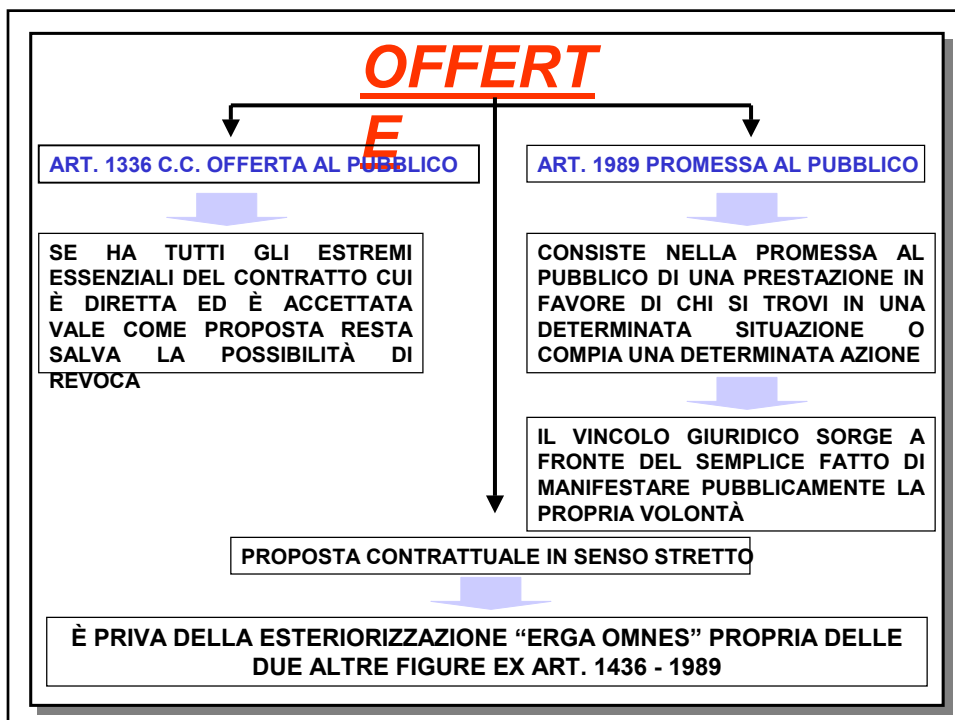 OFFERT
E
ART. 1336 C.C. OFFERTA AL PUBBLICO
SE HA TUTTI GLI ESTREMI
ESSENZIALI DEL CONTRATTO CUI
È DIRETTA ED È ACCETTATA
VALE COME PROPOSTA RESTA
SALVA LA POSSIBILITÀ DI
REVOCA
ART. 1989 PROMESSA AL PUBBLICO
CONSISTE NELLA PROMESSA AL
PUBBLICO DI UNA PRESTAZIONE IN
FAVORE DI CHI SI TROVI IN UNA
DETERMINATA SITUAZIONE O
COMPIA UNA DETERMINATA AZIONE
IL VINCOLO GIURIDICO SORGE A
FRONTE DEL SEMPLICE FATTO DI
MANIFESTARE PUBBLICAMENTE LA
PROPRIA VOLONTÀ
PROPOSTA CONTRATTUALE IN SENSO STRETTO
È PRIVA DELLA ESTERIORIZZAZIONE “ERGA OMNES” PROPRIA DELLE
DUE ALTRE FIGURE EX ART. 1436 - 1989